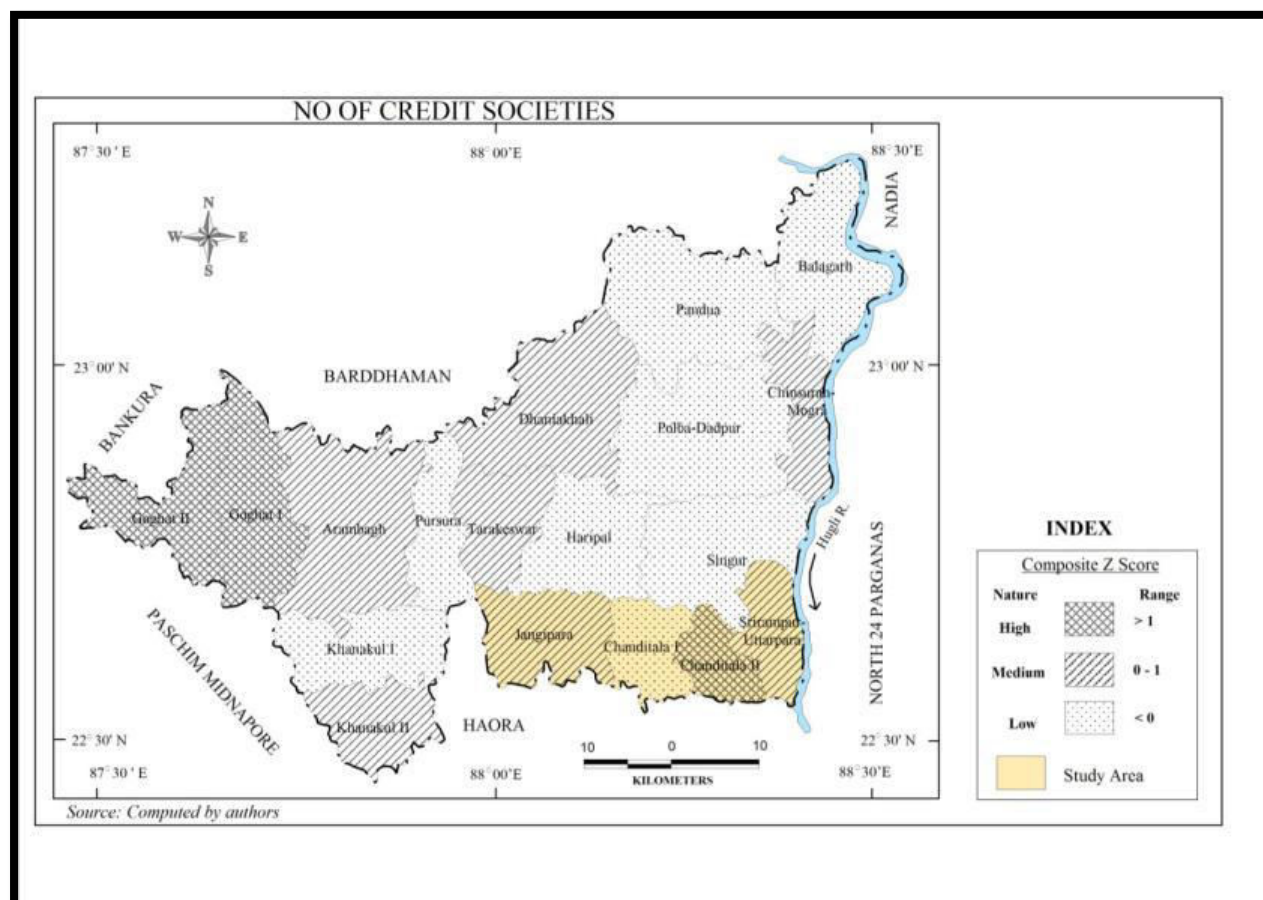 NO OF CREDIT SOCIETIES
87°30' E
88°00'E
88°30'E
N
W E
S
NADIA
Balagarh
Pandua
23°00' N
BARDDHAMAN
23°00' N
BANKURA
Chinsurah-
Mogra
Dhaniakhali
Polba-Dadpur
Goghat II
Goghat I
Arambagh
Pursura
Tarakeswar
Haripal
Hugli R.
Singur
NORTH 24 PARGANAS
PASCHIM MIDNAPORE
Khanakul I
Jangipara
Chanditala I
Srirampur
Uttarpara
Chanditala II
Khanakul II
HAORA
22°30' N
22°30' N
10 0 10
KILOMETERS
87°30' E
88°00'E
88°30'E
Source: Computed by authors
INDEX
Composite Z Score
Nature Range
High > 1
Medium 0 - 1
Low < 0
Study Area